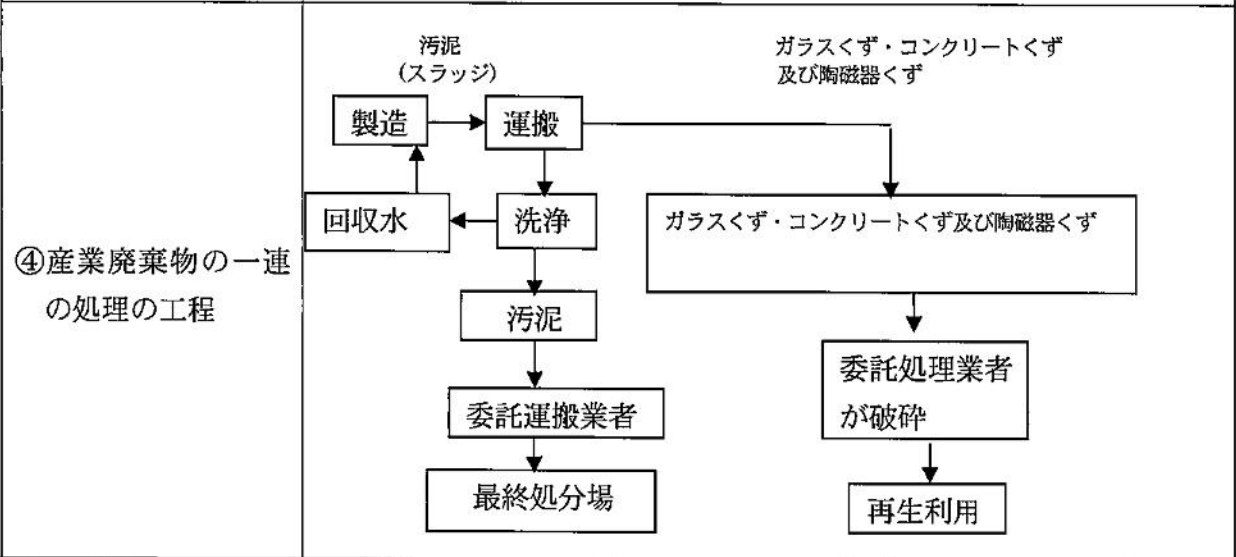 ④産業廃棄物の一連
の処理の工程
汚泥
(スラッジ)
ガラスくず・コンクリートくず
及び陶磁器くず
製造
運搬
回収水
洗浄
ガラスくず・コンクリートくず及び陶磁器くず
汚泥
委託処理業者
が破砕
委託運搬業者
最終処分場
再生利用